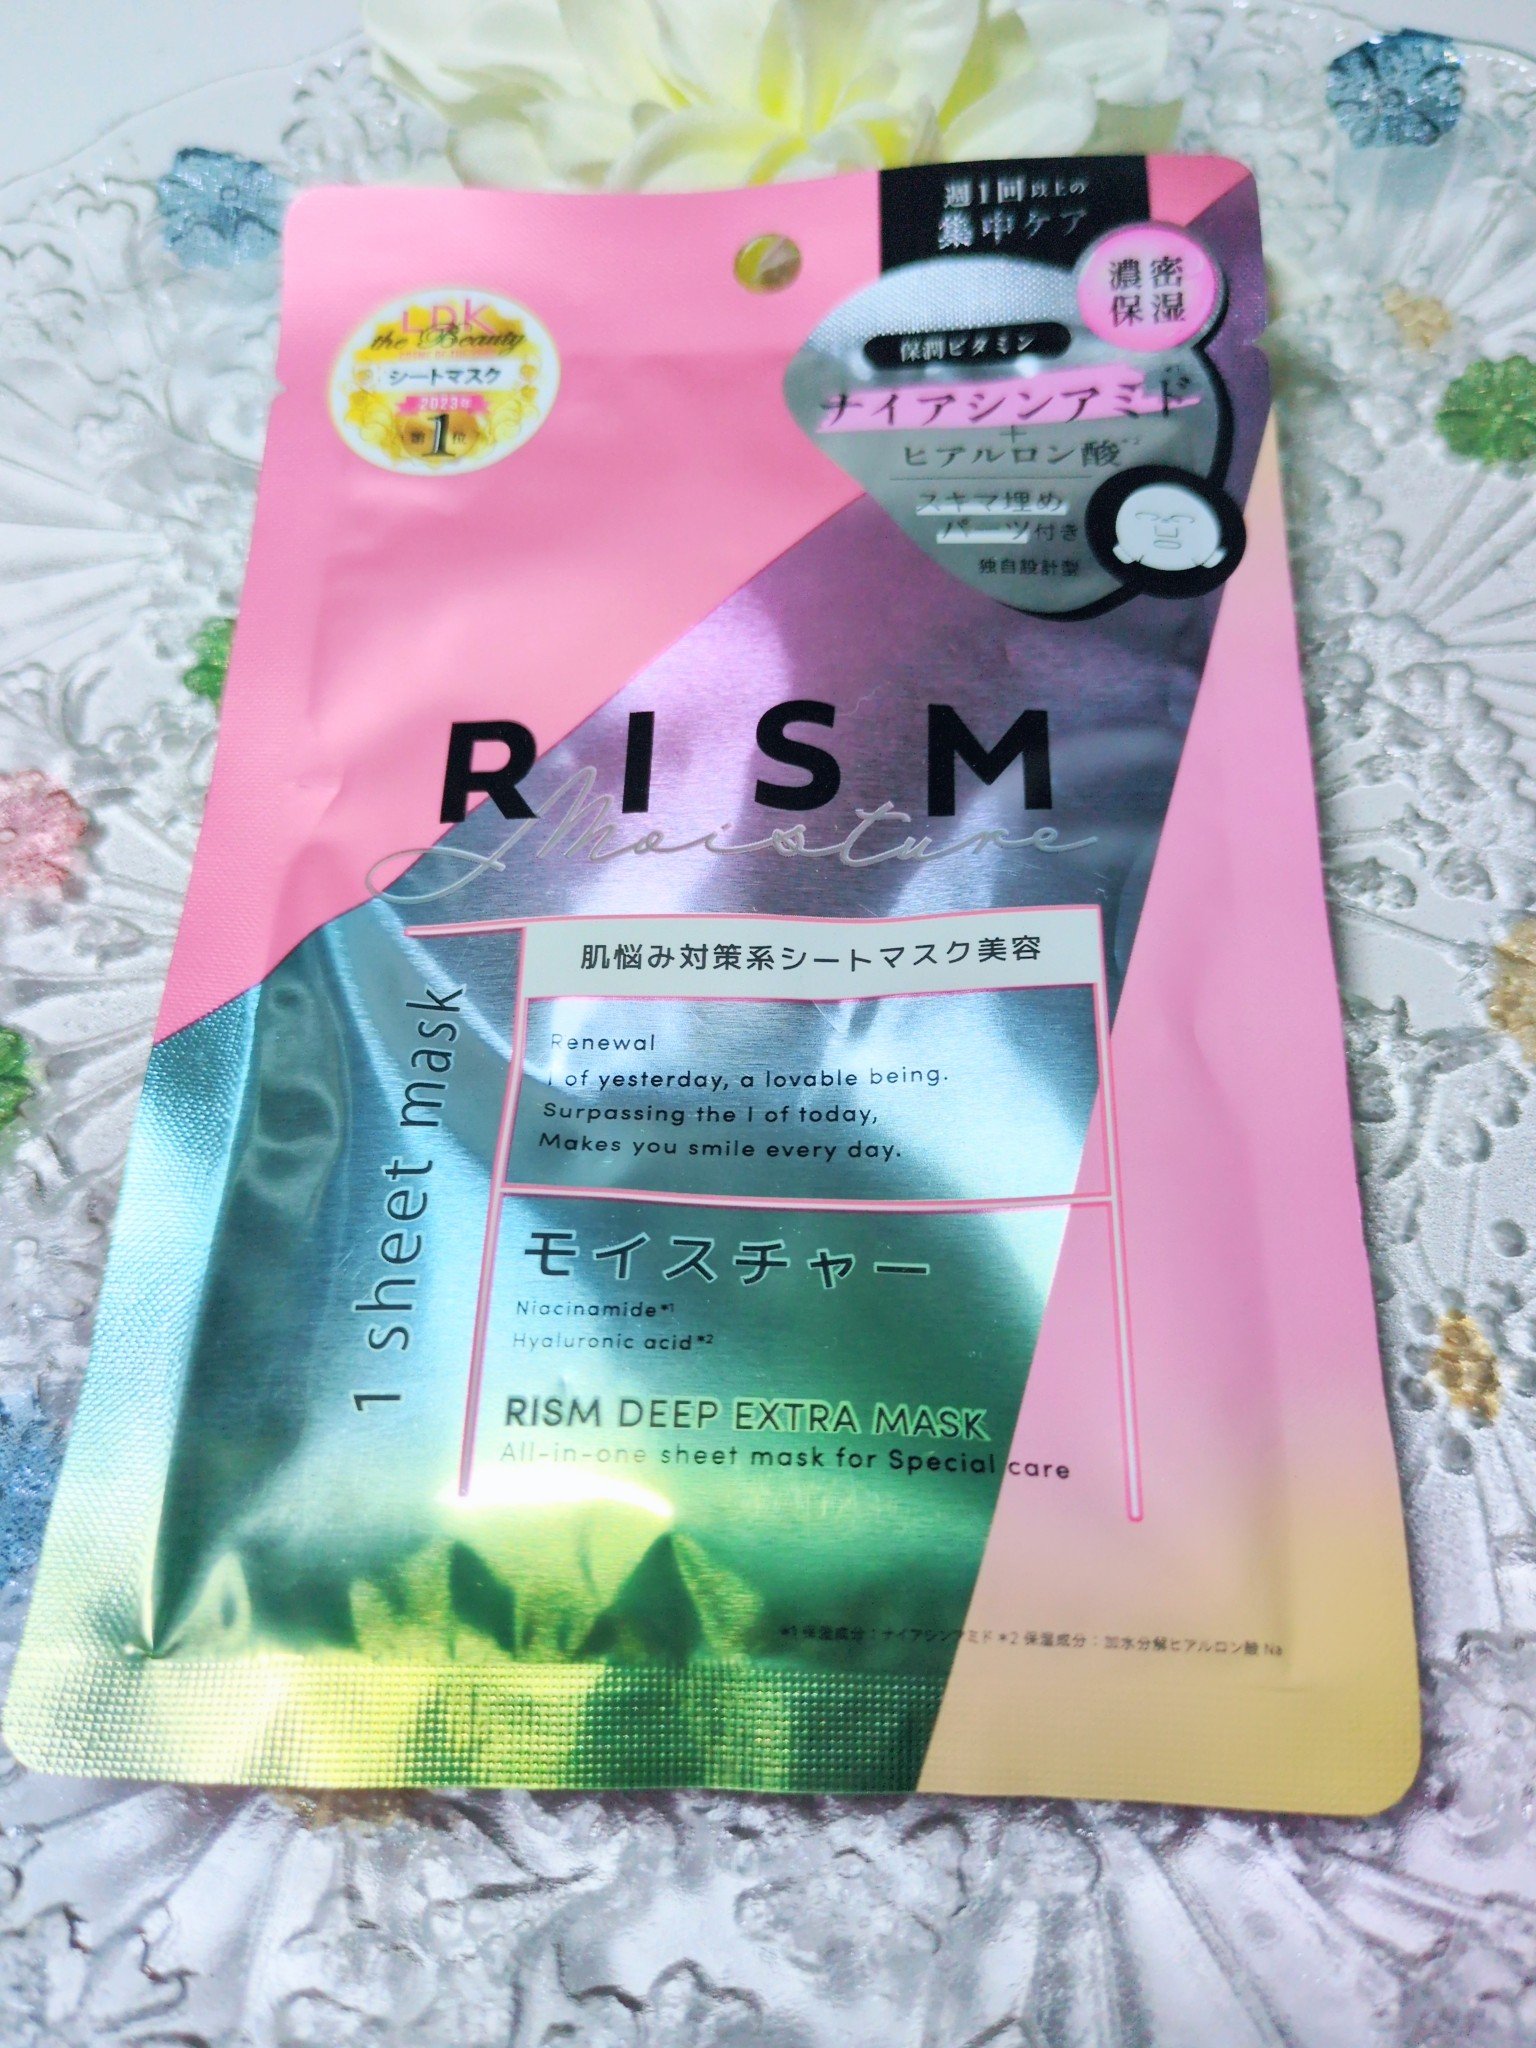 週1回以上の
集中ケア
濃密
保湿
LDK
the Beauty
シートマスク
2023年
第1位
保潤ビタミン
ナイアシンアミド*1
+
ヒアルロン酸*2
スキマ埋め
パーツ付き
独自設計型
RISM
Moisture
肌悩み対策系シートマスク美容
Renewal
I of yesterday, a lovable being.
Surpassing the I of today,
Makes you smile every day.
1 sheet mask
モイスチャー
Niacinamide*1
Hyaluronic acid*2
RISM DEEP EXTRA MASK
All-in-one sheet mask for Special care
*1 保湿成分：ナイアシンアミド *2 保湿成分：加水分解ヒアルロン酸 Na